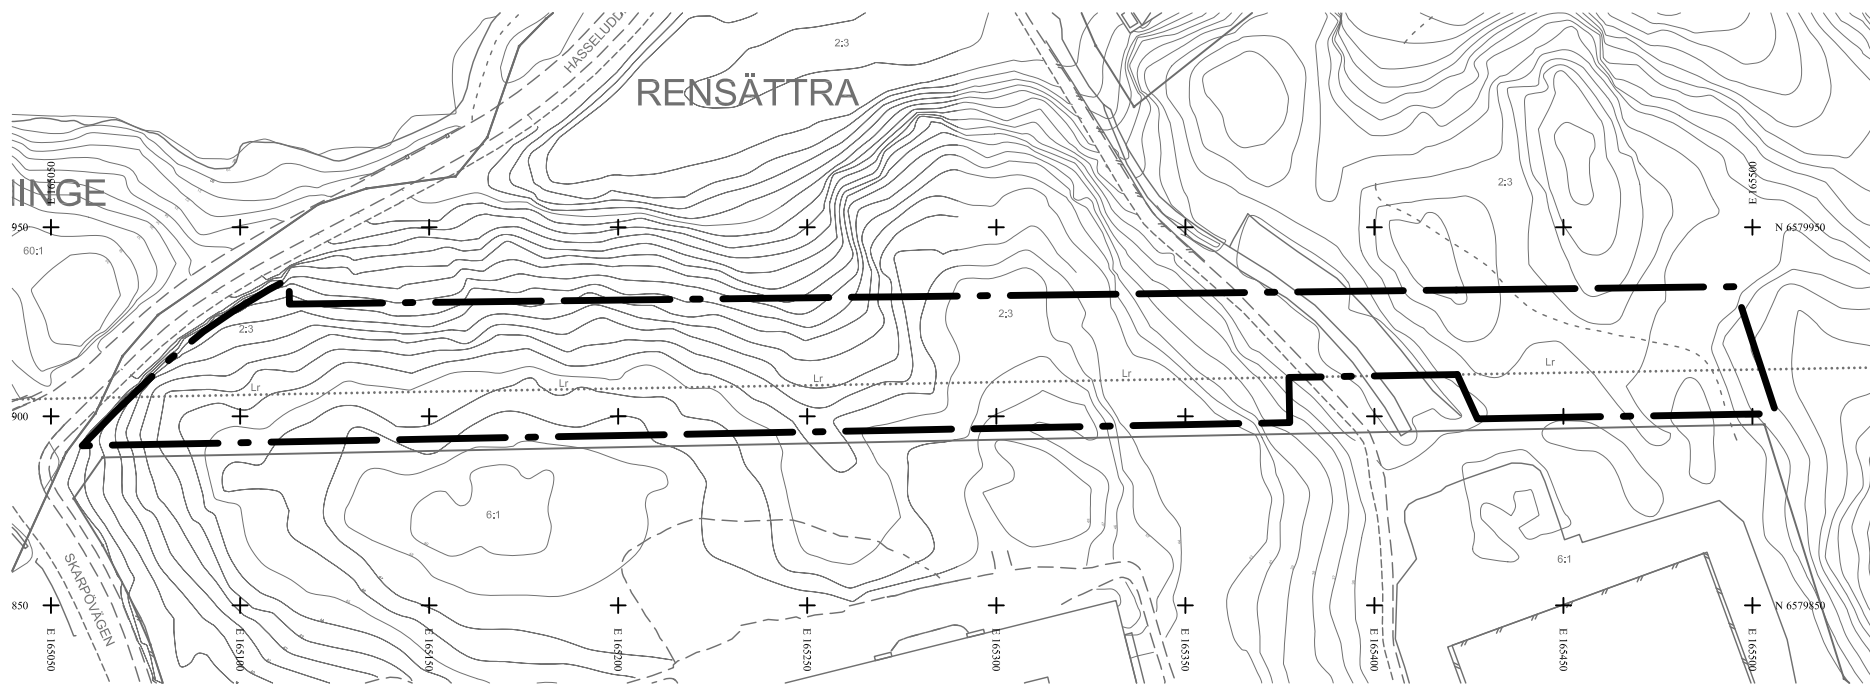 HASSELUDD
2:3
RENSÄTTRA
INGE
E 165050
E 165500
2:3
950
N 6579950
60:1
2:3
2:3
Lr
Lr
Lr
Lr
Lr
900
6:1
6:1
SKARPÖVÄGEN
850
N 6579850
E 165050
E 165100
E 165150
E 165200
E 165250
E 165300
E 165350
E 165400
E 165450
E 165500